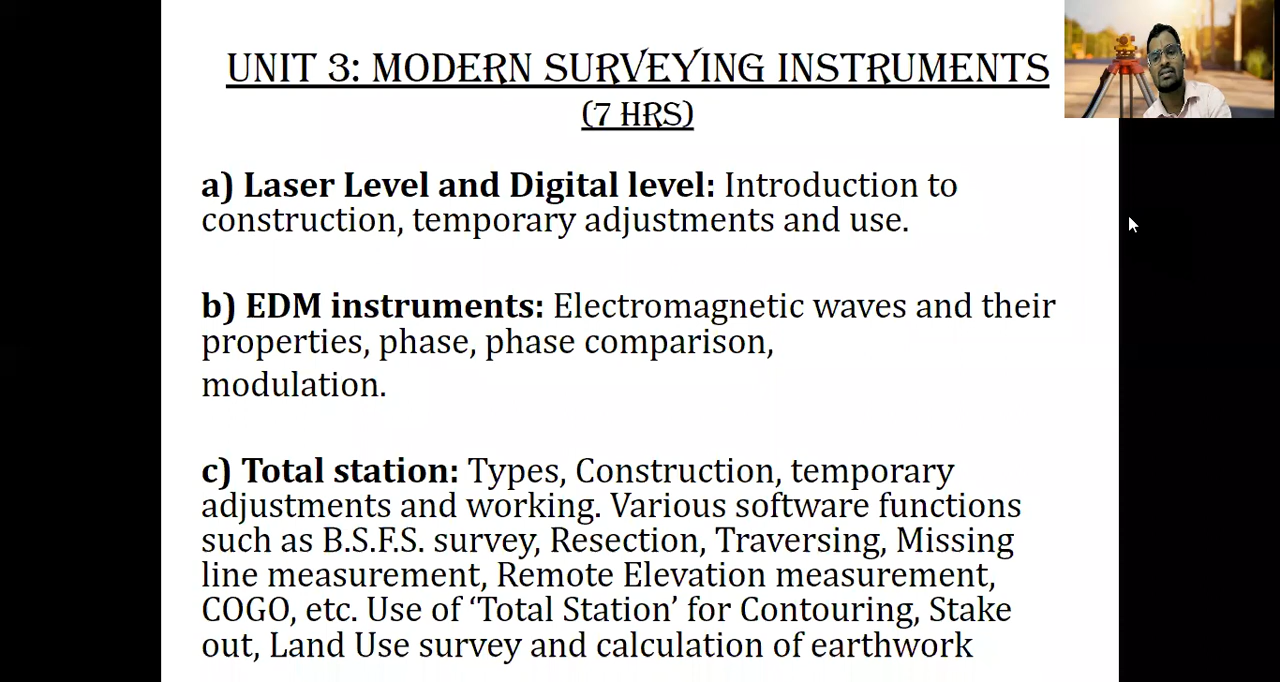 UNIT 3: MODERN SURVEYING INSTRUMENTS
(7 HRS)
a) Laser Level and Digital level: Introduction to
construction, temporary adjustments and use.
b) EDM instruments: Electromagnetic waves and their
properties, phase, phase comparison,
modulation.
c) Total station: Types, Construction, temporary
adjustments and working. Various software functions
such as B.S.F.S. survey, Resection, Traversing, Missing
line measurement, Remote Elevation measurement,
COGO, etc. Use of ‘Total Station’ for Contouring, Stake
out, Land Use survey and calculation of earthwork